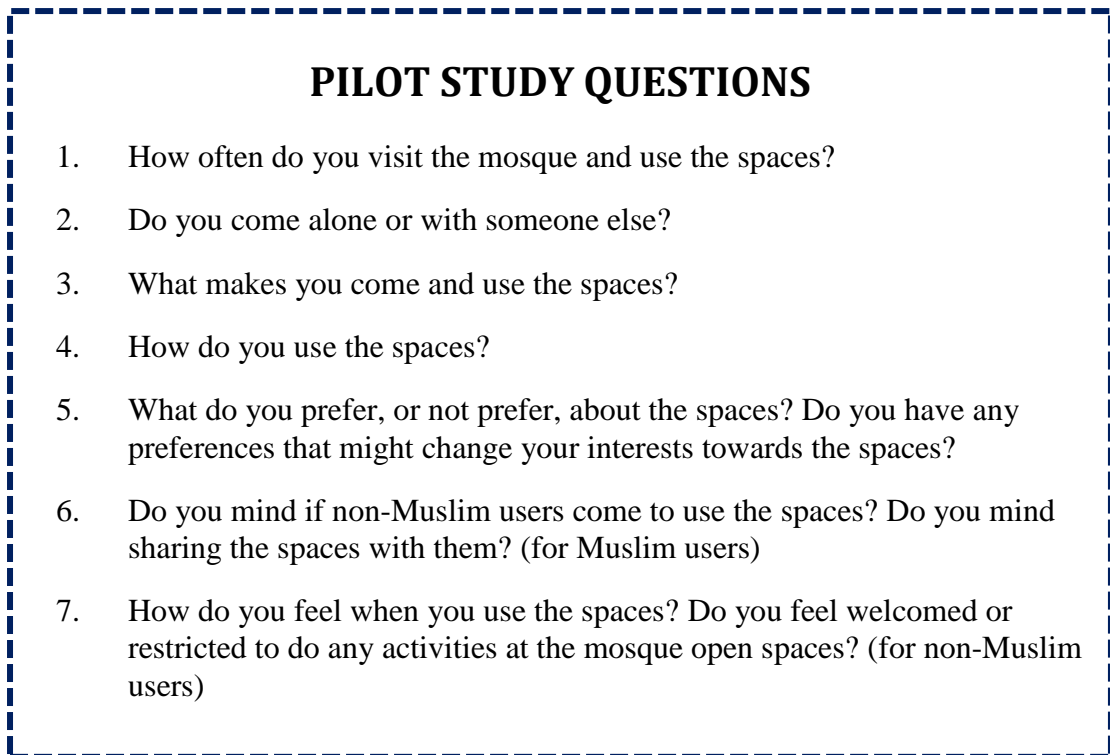 PILOT STUDY QUESTIONS
1. How often do you visit the mosque and use the spaces?
2. Do you come alone or with someone else?
3. What makes you come and use the spaces?
4. How do you use the spaces?
5. What do you prefer, or not prefer, about the spaces? Do you have any
preferences that might change your interests towards the spaces?
6. Do you mind if non-Muslim users come to use the spaces? Do you mind
sharing the spaces with them? (for Muslim users)
7. How do you feel when you use the spaces? Do you feel welcomed or
restricted to do any activities at the mosque open spaces? (for non-Muslim
users)